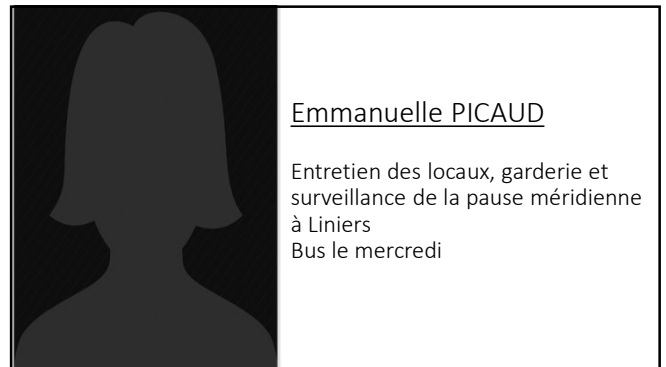 Emmanuelle PICAUD
Entretien des locaux, garderie et
surveillance de la pause méridienne
à Liniers
Bus le mercredi